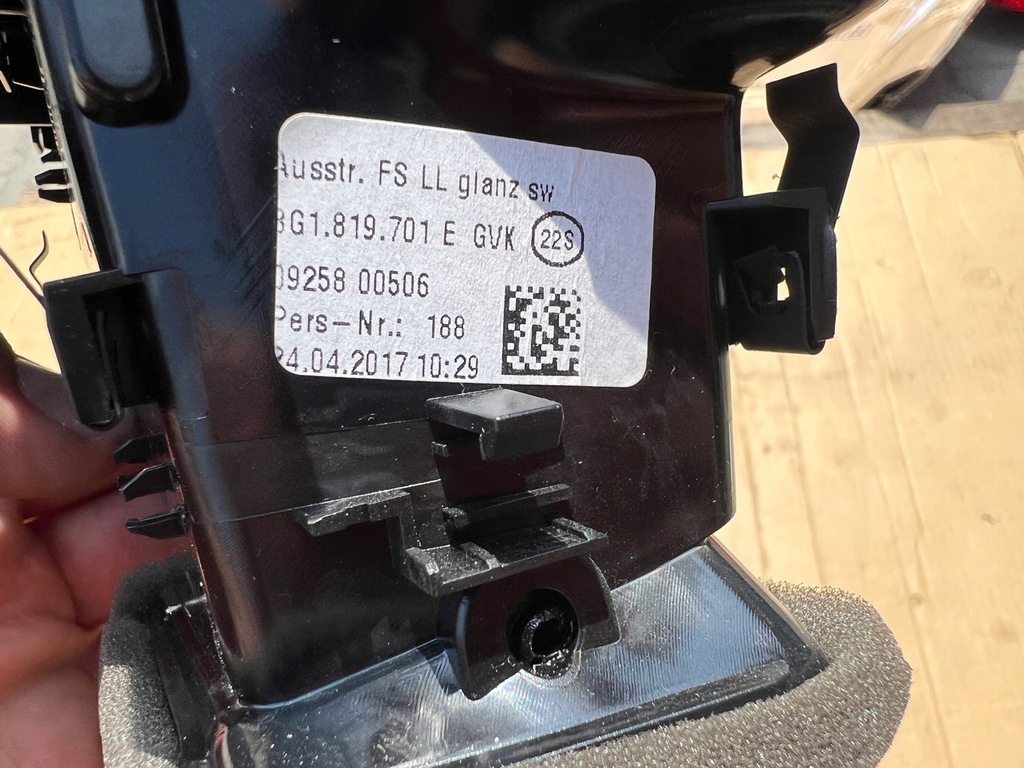 Ausstr. FS LL glanz sw
3G1.819.701 E GVK 22S
09258 00506
Pers-Nr.: 188
24.04.2017 10:29